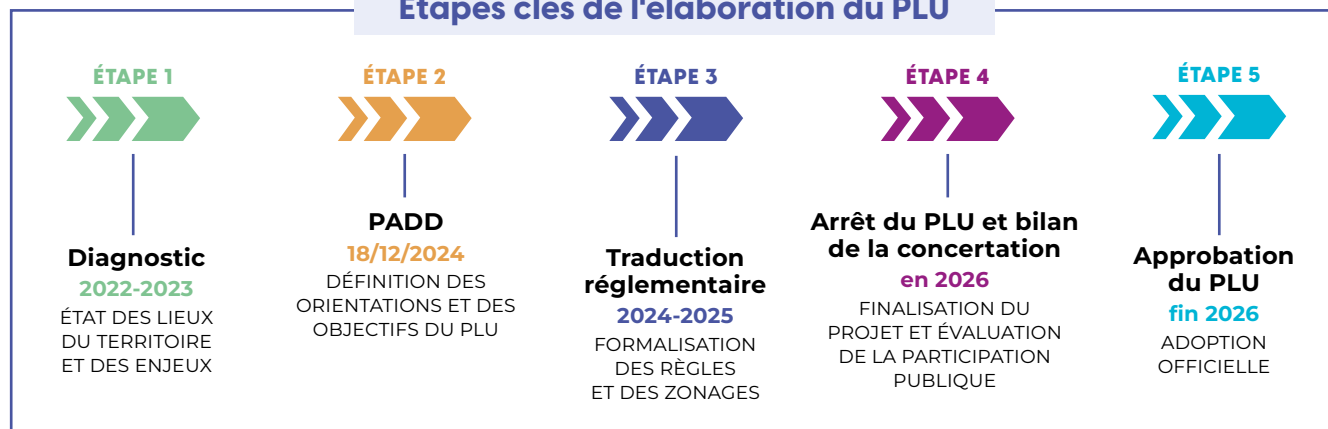 Étapes clés de l'élaboration du PLU
ÉTAPE 1
Diagnostic
2022-2023
ÉTAT DES LIEUX
DU TERRITOIRE
ET DES ENJEUX
ÉTAPE 2
PADD
18/12/2024
DÉFINITION DES
ORIENTATIONS ET DES
OBJECTIFS DU PLU
ÉTAPE 3
Traduction
réglementaire
2024-2025
FORMALISATION
DES RÈGLES
ET DES ZONAGES
ÉTAPE 4
Arrêt du PLU et bilan
de la concertation
en 2026
FINALISATION DU
PROJET ET ÉVALUATION
DE LA PARTICIPATION
PUBLIQUE
ÉTAPE 5
Approbation
du PLU
fin 2026
ADOPTION
OFFICIELLE